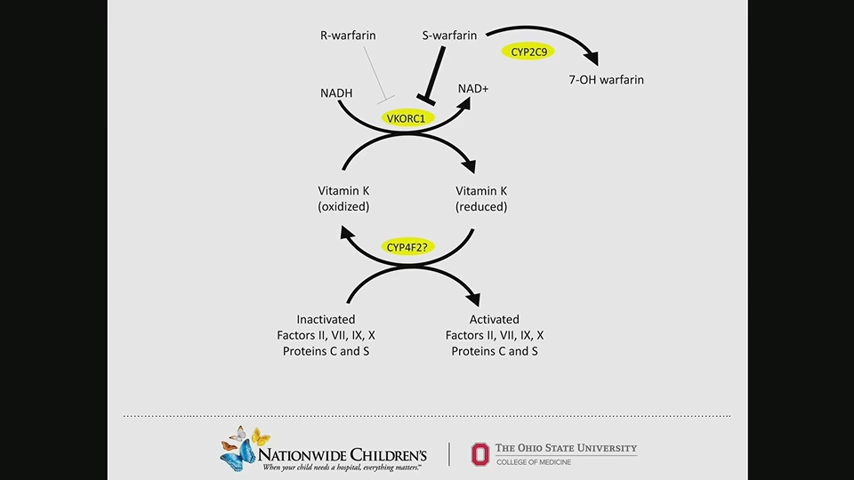 R-warfarin
S-warfarin
CYP2C9
7-OH warfarin
NADH
NAD+
VKORC1
Vitamin K
(oxidized)
Vitamin K
(reduced)
CYP4F2?
Inactivated
Factors II, VII, IX, X
Proteins C and S
Activated
Factors II, VII, IX, X
Proteins C and S
NATIONWIDE CHILDREN'S
When your child needs a hospital, everything matters.℠
THE OHIO STATE UNIVERSITY
COLLEGE OF MEDICINE